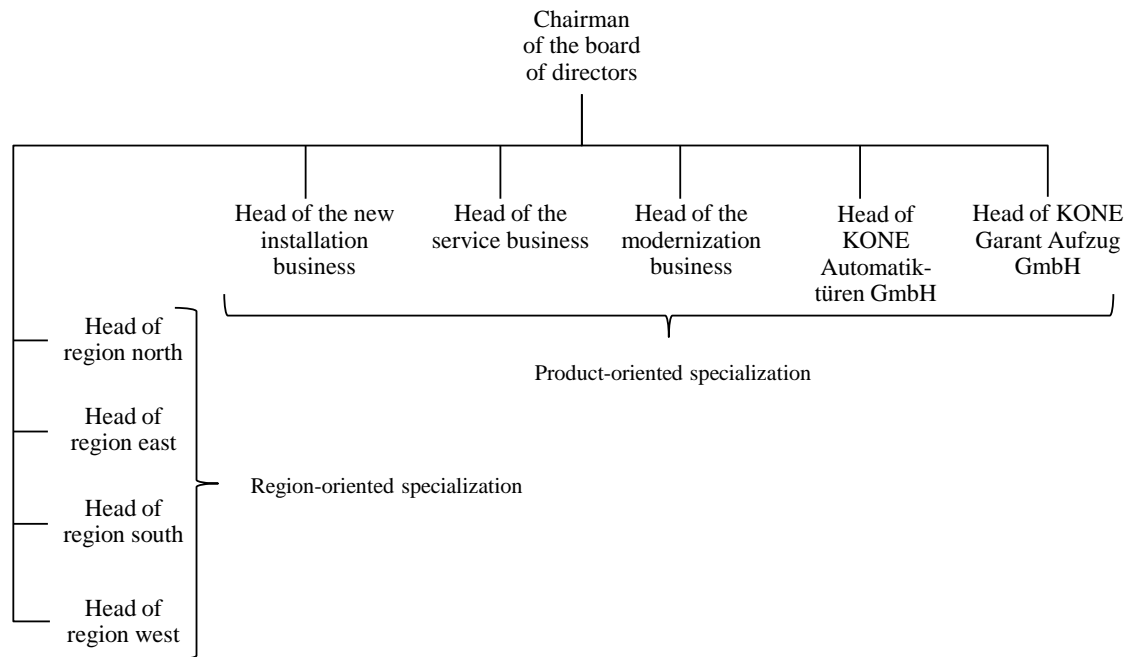 Chairman
of the board
of directors
Head of the new
installation
business
Head of the
service business
Head of the
modernization
business
Head of
KONE
Automatik-
türen GmbH
Head of KONE
Garant Aufzug
GmbH
Product-oriented specialization
Head of
region north
Head of
region east
Head of
region south
Head of
region west
Region-oriented specialization